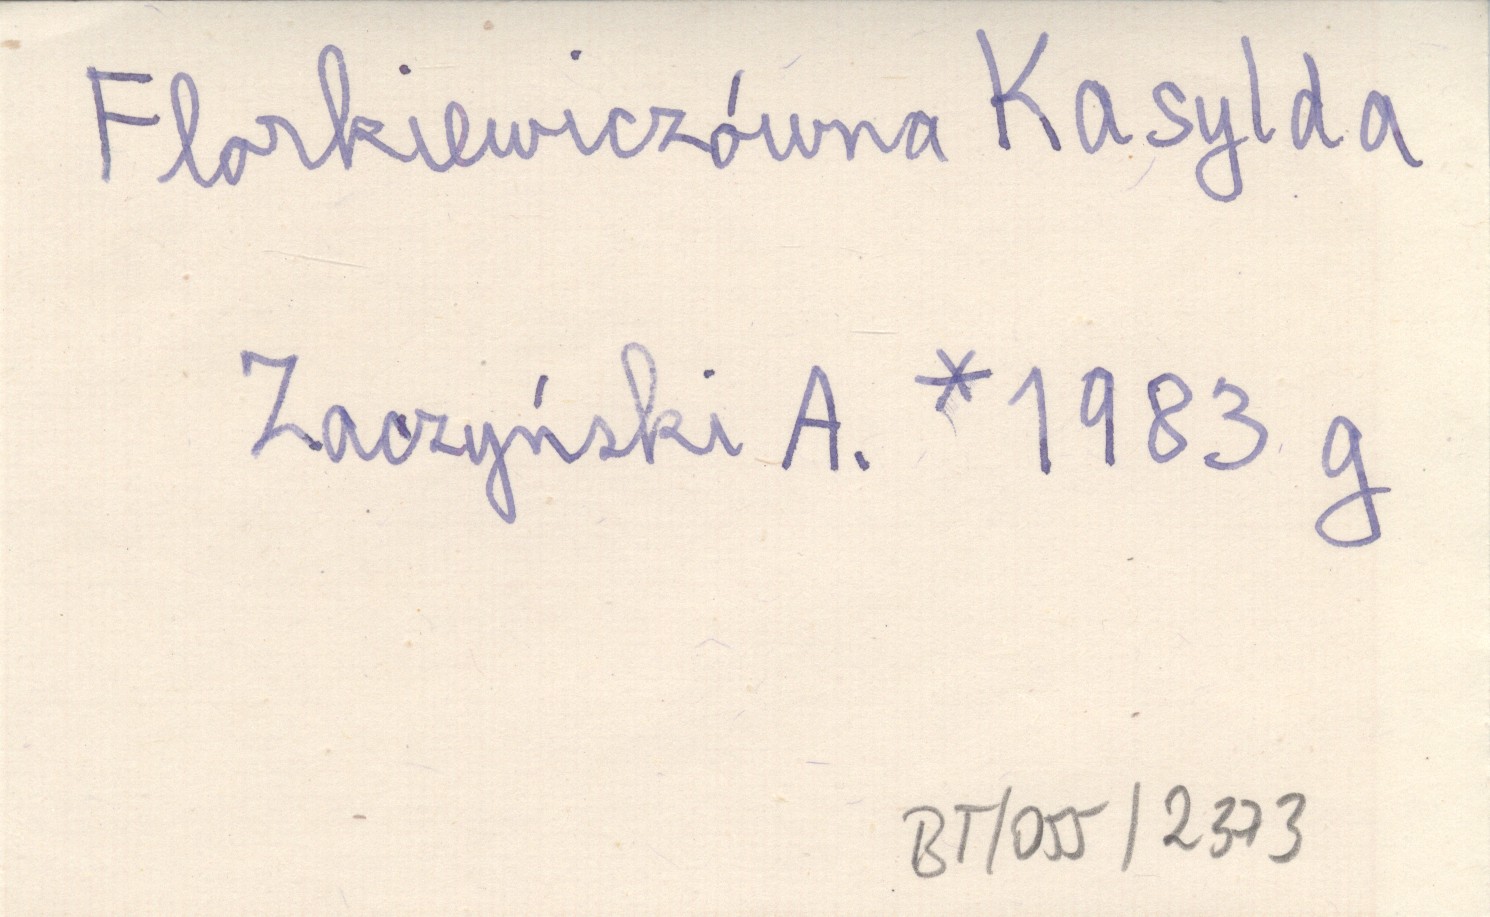 Florkiewiczówna Kasylda
Zaczyński A. *1983 g
BT/055/2373